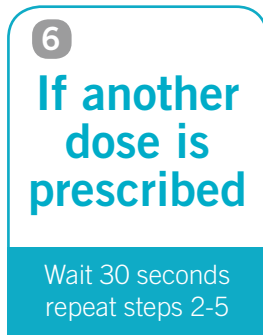 6
If another
dose is
prescribed
Wait 30 seconds
repeat steps 2-5